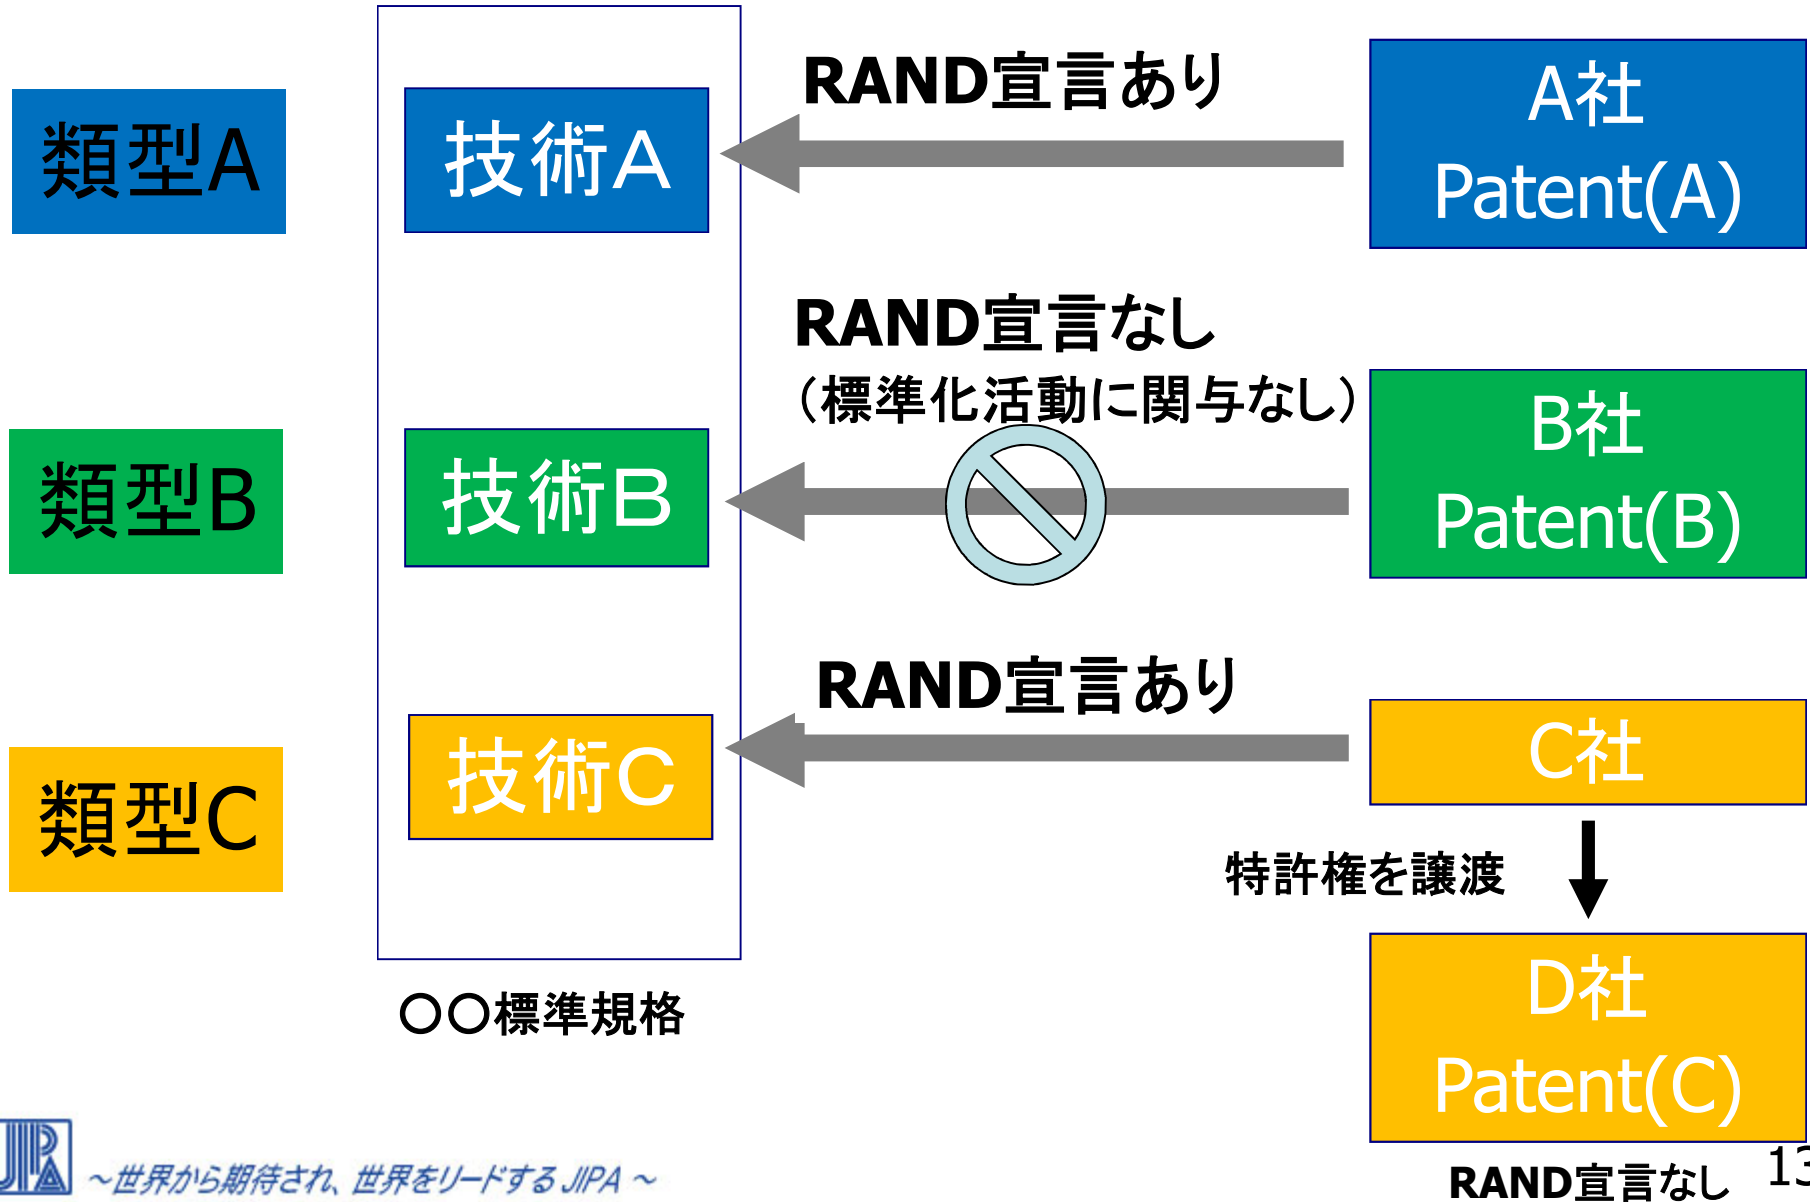 類型A
技術A
RAND宣言あり
A社
Patent(A)
類型B
技術B
RAND宣言なし
（標準化活動に関与なし）
B社
Patent(B)
類型C
技術C
RAND宣言あり
C社
特許権を譲渡
D社
Patent(C)
RAND宣言なし
○○標準規格
JIPA
～世界から期待され、世界をリードするJIPA～
13